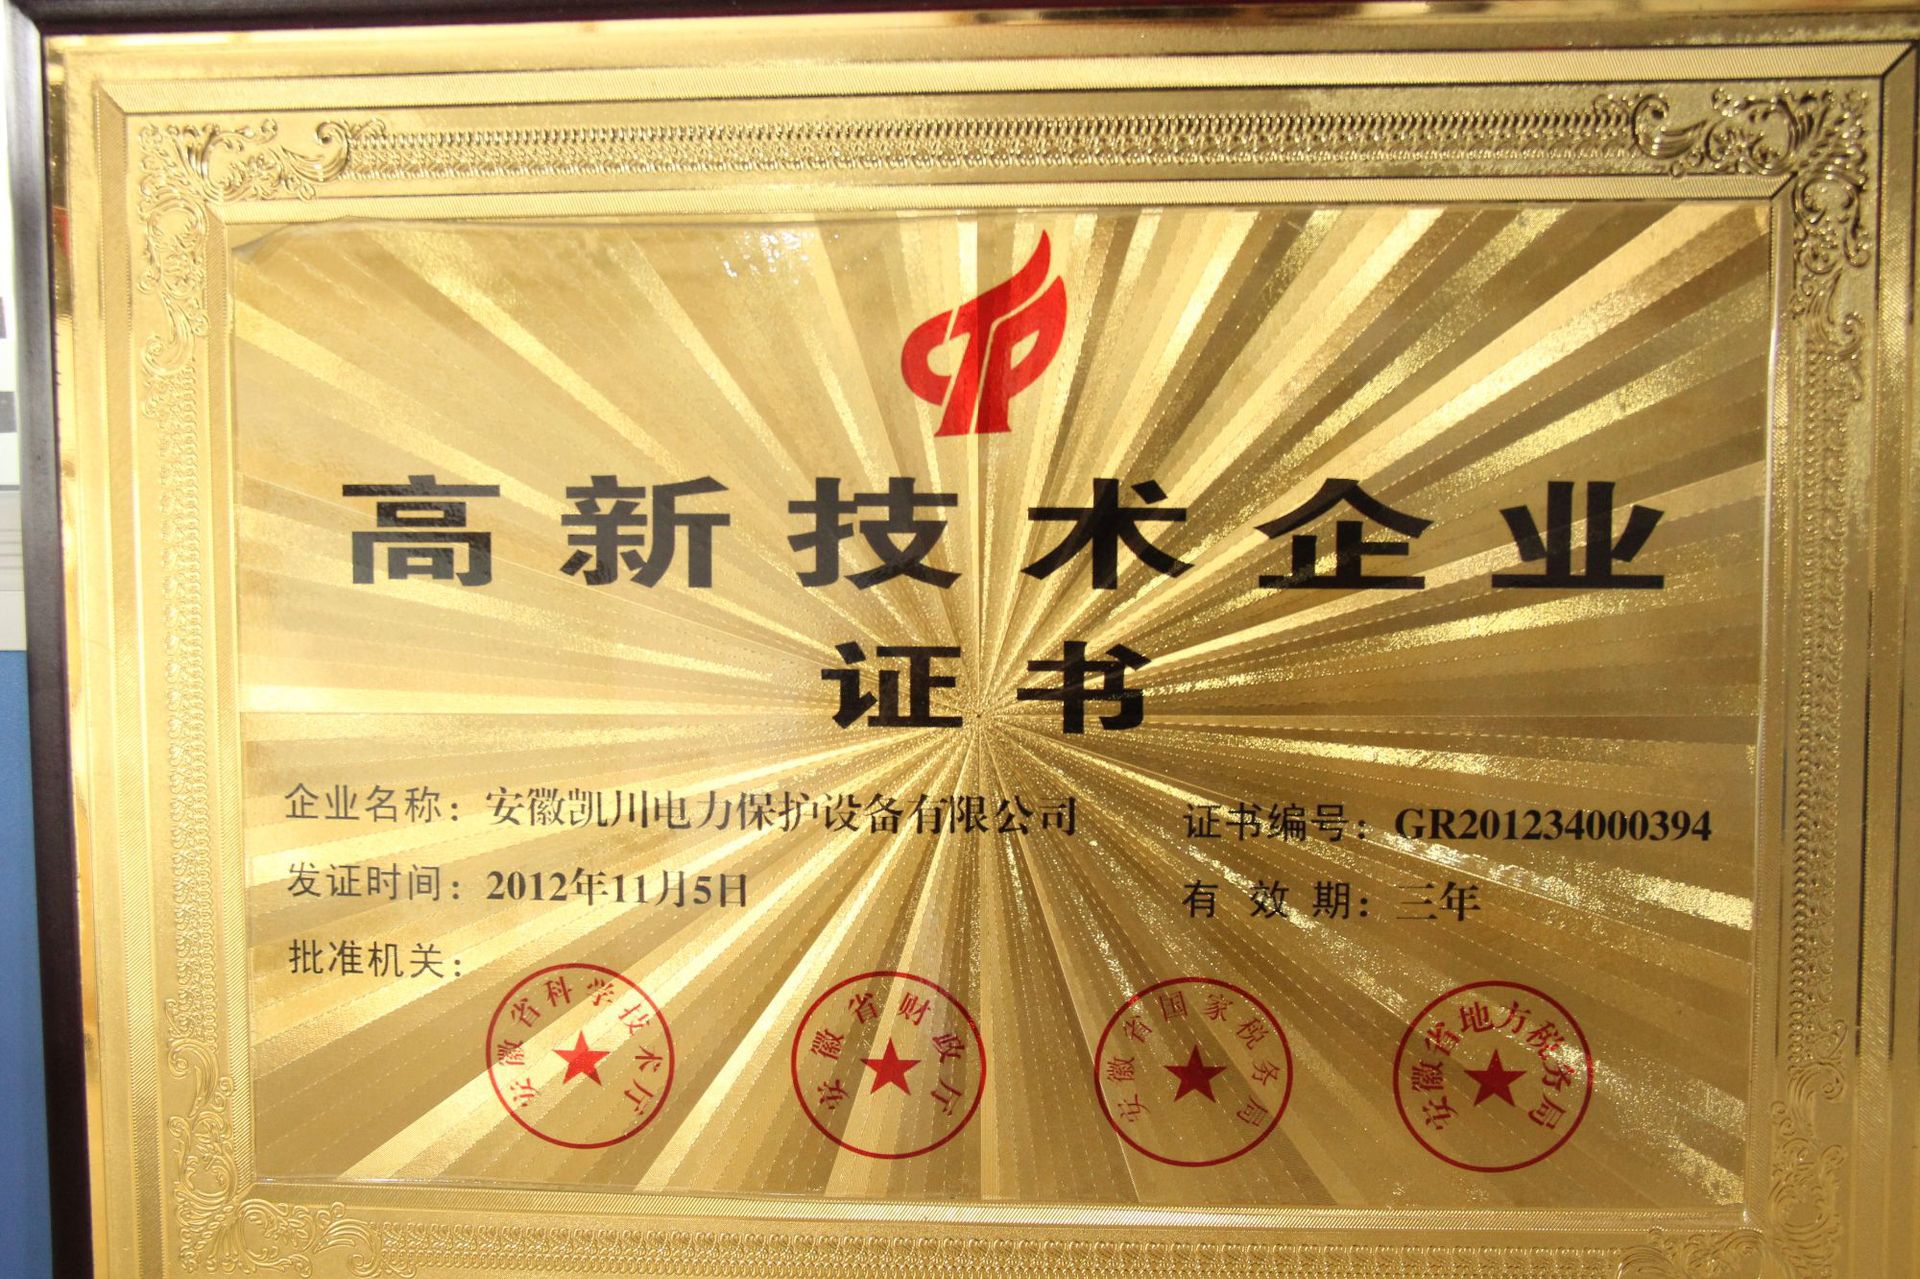 高新技术企业
证书
企业名称：安徽凯川电力保护设备有限公司 证书编号：GR201234000394
发证时间：2012年11月5日 有效期：三年
批准机关：
安徽省科学技术厅
安徽省财政厅
安徽省国家税务局
安徽省地方税务局